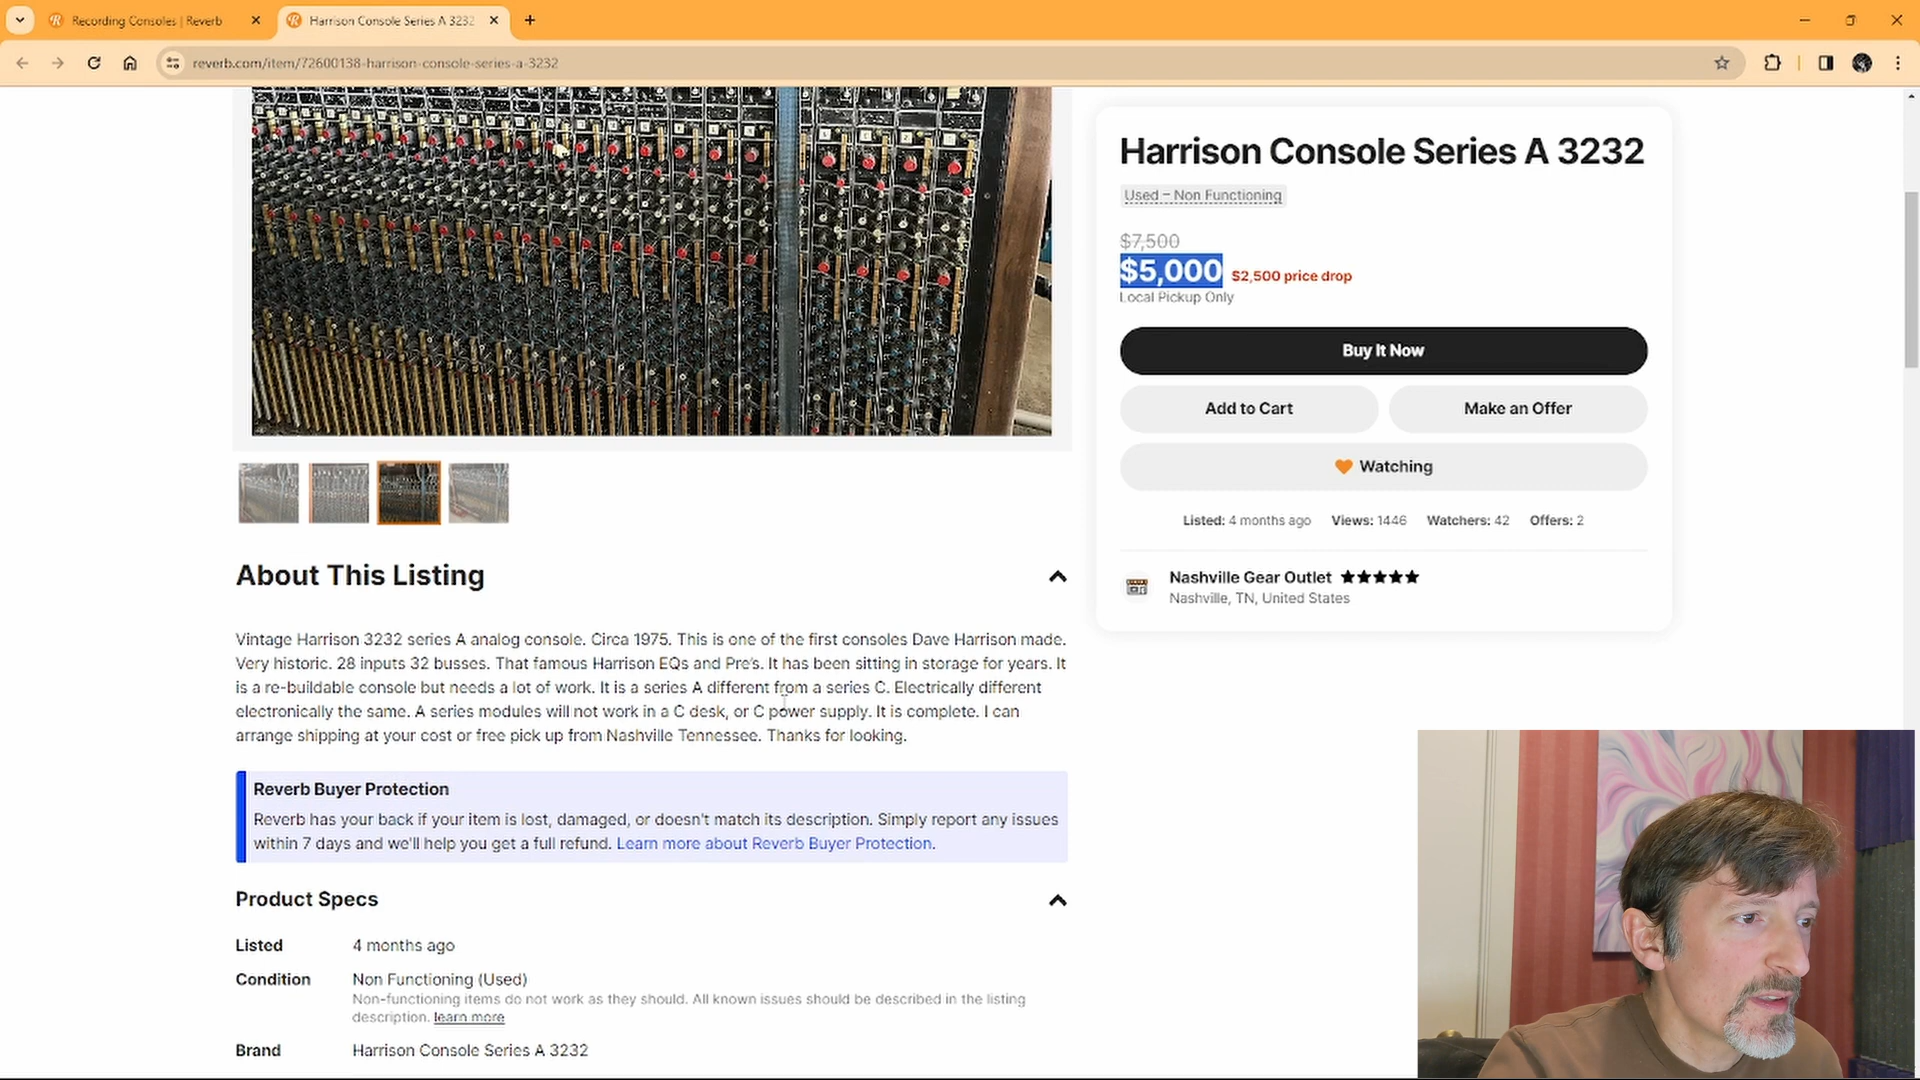 Recording Consoles | Reverb
Harrison Console Series A 3232
reverb.com/item/72600138-harrison-console-series-a-3232
Harrison Console Series A 3232
Used – Non Functioning
$7,500
$5,000 $2,500 price drop
Local Pickup Only
Buy It Now
Add to Cart
Make an Offer
Watching
Listed: 4 months ago Views: 1446 Watchers: 42 Offers: 2
Nashville Gear Outlet ★★★★★
Nashville, TN, United States
About This Listing
Vintage Harrison 3232 series A analog console. Circa 1975. This is one of the first consoles Dave Harrison made.
Very historic. 28 inputs 32 busses. That famous Harrison EQs and Pre's. It has been sitting in storage for years. It
is a re-buildable console but needs a lot of work. It is a series A different from a series C. Electrically different
electronically the same. A series modules will not work in a C desk, or C power supply. It is complete. I can
arrange shipping at your cost or free pick up from Nashville Tennessee. Thanks for looking.
Reverb Buyer Protection
Reverb has your back if your item is lost, damaged, or doesn't match its description. Simply report any issues
within 7 days and we'll help you get a full refund. Learn more about Reverb Buyer Protection.
Product Specs
Listed 4 months ago
Condition Non Functioning (Used)
Non-functioning items do not work as they should. All known issues should be described in the listing
description. learn more
Brand Harrison Console Series A 3232